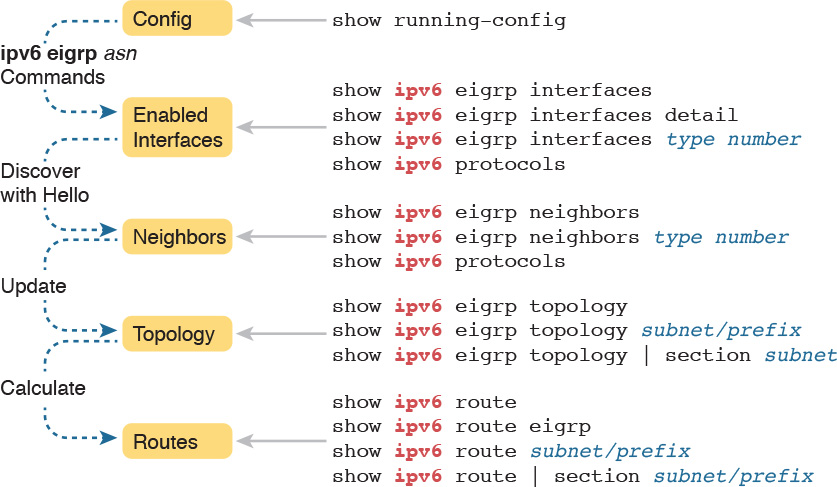 Config
show running-config
ipv6 eigrp asn
Commands
Enabled
Interfaces
show ipv6 eigrp interfaces
show ipv6 eigrp interfaces detail
show ipv6 eigrp interfaces type number
show ipv6 protocols
Discover
with Hello
Neighbors
show ipv6 eigrp neighbors
show ipv6 eigrp neighbors type number
show ipv6 protocols
Update
Topology
show ipv6 eigrp topology
show ipv6 eigrp topology subnet/prefix
show ipv6 eigrp topology | section subnet
Calculate
Routes
show ipv6 route
show ipv6 route eigrp
show ipv6 route subnet/prefix
show ipv6 route | section subnet/prefix